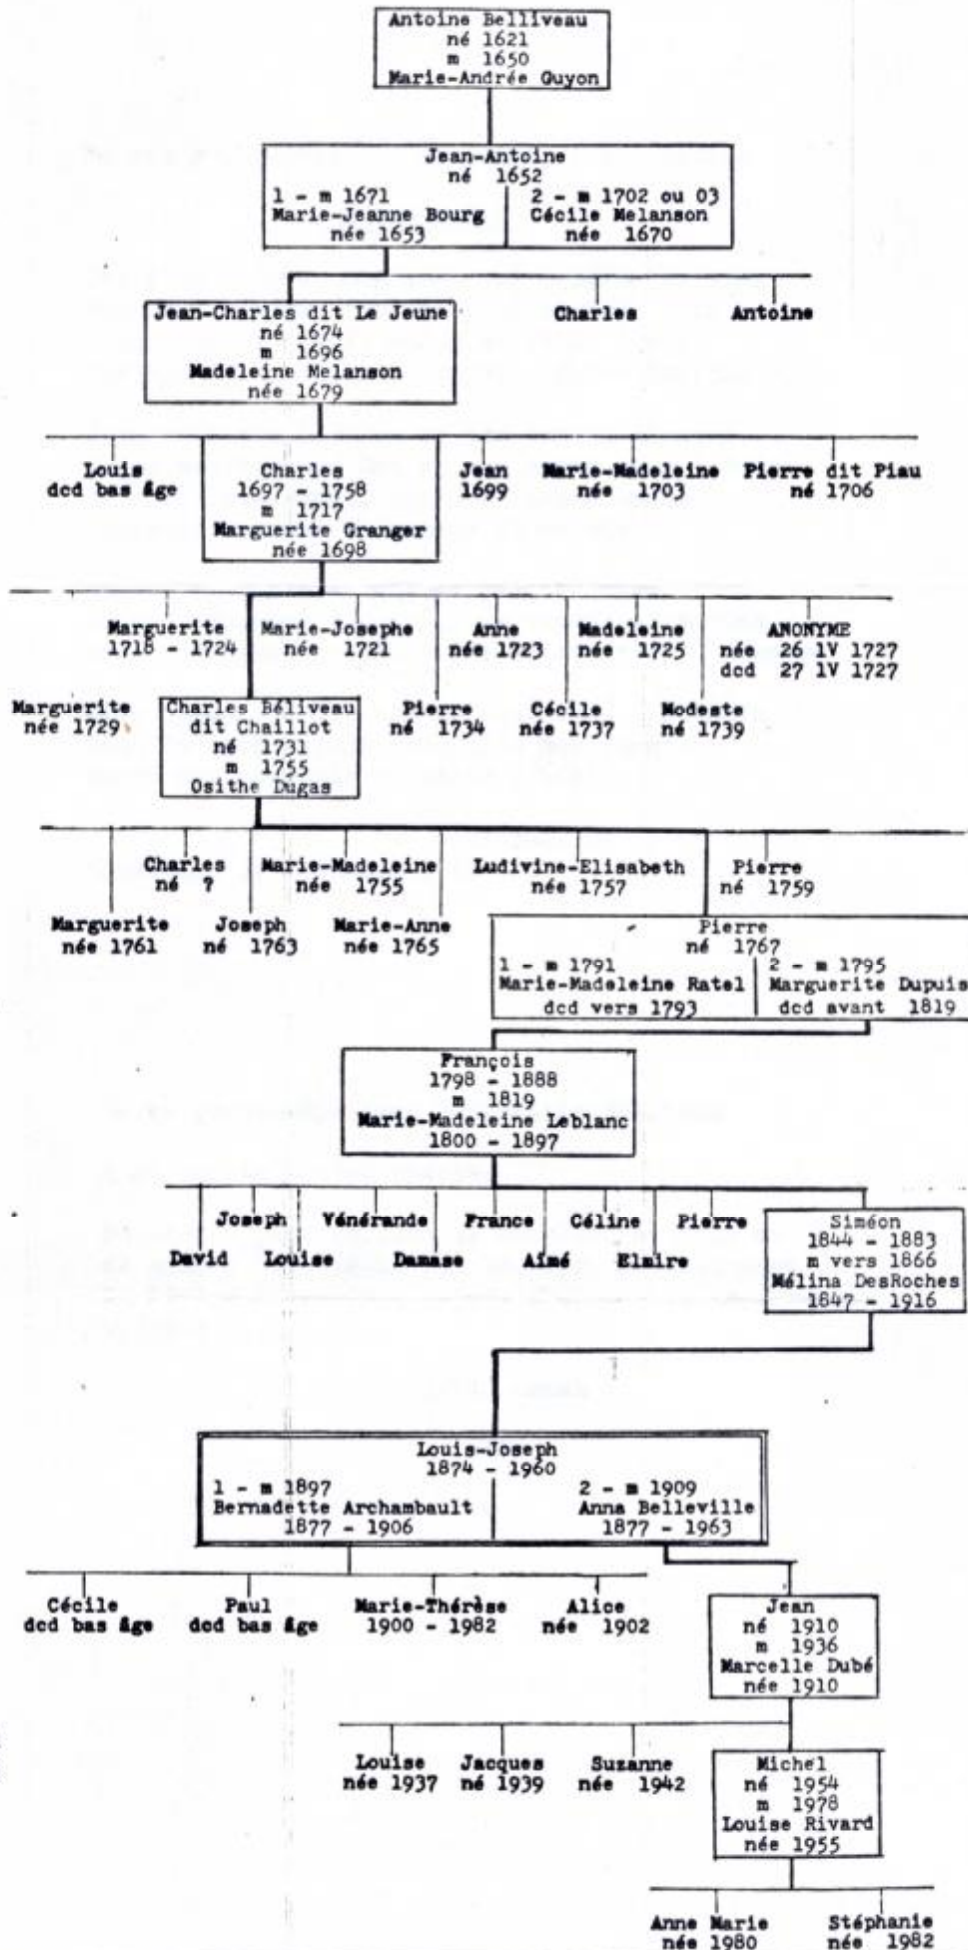 Antoine Belliveau
né 1621
m 1650
Marie-Andrée Guyon
Jean-Antoine
né 1652
1 - m 1671
Marie-Jeanne Bourg
née 1653
2 - m 1702 ou 03
Cécile Melanson
née 1670
Jean-Charles dit Le Jeune
né 1674
m 1696
Madeleine Melanson
née 1679
Charles
Antoine
Louis
dcd bas âge
Charles
1697 - 1758
m 1717
Marguerite Granger
née 1698
Jean
1699
Marie-Madeleine
née 1703
Pierre dit Piau
né 1706
Marguerite
1718 - 1724
Marie-Josephe
née 1721
Anne
née 1723
Madeleine
née 1725
ANONYME
née 26 lV 1727
dcd 27 lV 1727
Marguerite
née 1729
Charles Béliveau
dit Chaillot
né 1731
m 1755
Osithe Dugas
Pierre
né 1734
Cécile
née 1737
Modeste
né 1739
Charles
né ?
Marie-Madeleine
née 1755
Ludivine-Elisabeth
née 1757
Pierre
né 1759
Marguerite
née 1761
Joseph
né 1763
Marie-Anne
née 1765
Pierre
né 1767
1 - m 1791
Marie-Madeleine Ratel
dcd vers 1793
2 - m 1795
Marguerite Dupuis
dcd avant 1819
François
1798 - 1888
m 1819
Marie-Madeleine Leblanc
1800 - 1897
Joseph
Vénérande
France
Céline
Pierre
David
Louise
Damase
Aimé
Elmire
Siméon
1844 - 1883
m vers 1866
Mélina DesRoches
1847 - 1916
Louis-Joseph
1874 - 1960
1 - m 1897
Bernadette Archambault
1877 - 1906
2 - m 1909
Anna Belleville
1877 - 1963
Cécile
dcd bas âge
Paul
dcd bas âge
Marie-Thérèse
1900 - 1982
Alice
née 1902
Jean
né 1910
m 1936
Marcelle Dubé
née 1910
Louise
née 1937
Jacques
né 1939
Suzanne
née 1942
Michel
né 1954
m 1978
Louise Rivard
née 1955
Anne Marie
née 1980
Stéphanie
née 1982